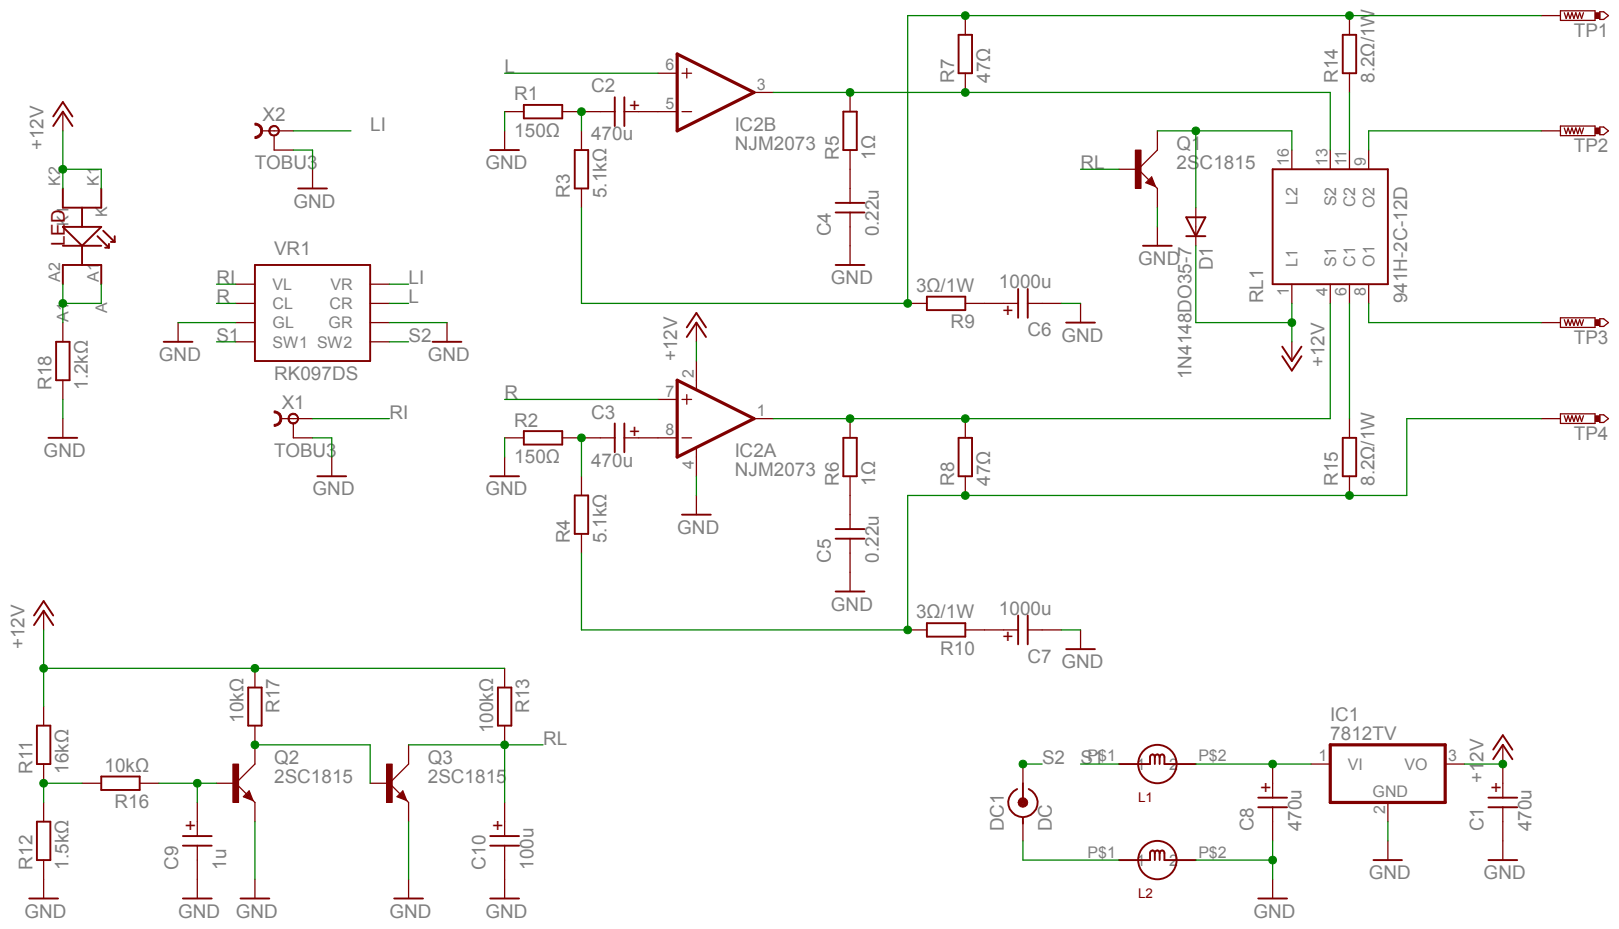 +12V
K2
K1
K
LED
A2
A1
A
R18
1.2kΩ
GND
X2
LI
TOBU3
GND
VR1
RI
VL
VR
LI
R
CL
CR
L
GL
GR
S1
SW1
SW2
S2
GND
GND
RK097DS
X1
RI
TOBU3
GND
L
R1
150Ω
GND
C2
470u
R3
5.1kΩ
6
5
3
IC2B
NJM2073
R5
1Ω
C4
0.22u
GND
R7
47Ω
3Ω/1W
R9
1000u
C6
GND
R
R2
150Ω
GND
C3
470u
R4
5.1kΩ
+12V
2
7
8
1
4
IC2A
NJM2073
GND
R6
1Ω
C5
0.22u
GND
R8
47Ω
3Ω/1W
R10
1000u
C7
GND
RL
Q1
2SC1815
GND
D1
1N4148DO35-7
16
13
11
9
L2
S2
C2
O2
L1
S1
C1
O1
1
4
6
8
RL1
941H-2C-12D
+12V
R14
8.2Ω/1W
R15
8.2Ω/1W
TP1
TP2
TP3
TP4
+12V
R11
16kΩ
R12
1.5kΩ
GND
10kΩ
R16
C9
1u
GND
10kΩ
R17
Q2
2SC1815
GND
Q3
2SC1815
GND
100kΩ
R13
RL
C10
100u
GND
S2
DC1
DC
S1
P$1
1
2
P$2
L1
P$1
1
2
P$2
L2
C8
470u
GND
IC1
7812TV
1
VI
VO
3
GND
2
GND
+12V
C1
470u
GND